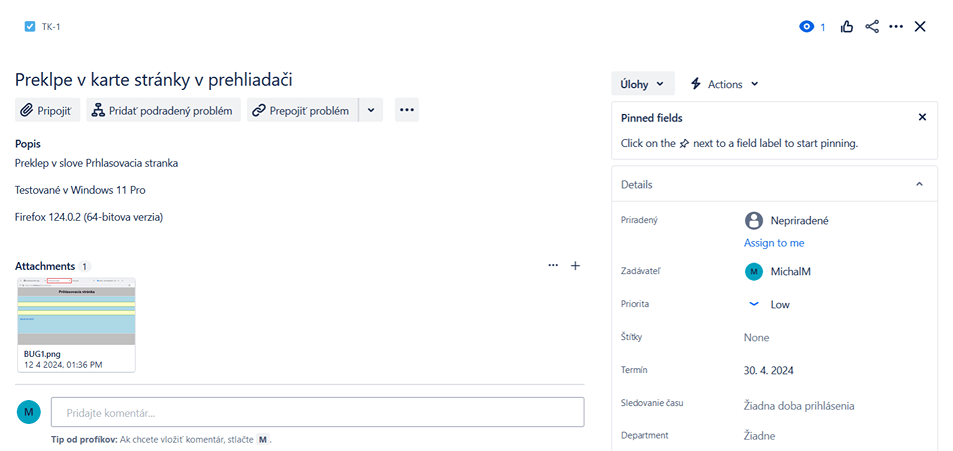 TK-1
1
Preklpe v karte stránky v prehliadači
Pripojiť
Pridať podradený problém
Prepojiť problém
Popis
Preklep v slove Prhlasovacia stranka
Testované v Windows 11 Pro
Firefox 124.0.2 (64-bitova verzia)
Attachments 1
Prihlasovacia stránka
BUG1.png
12 4 2024, 01:36 PM
M
Pridajte komentár...
Tip od profíkov: Ak chcete vložiť komentár, stlačte M.
Úlohy
Actions
Pinned fields
Click on the next to a field label to start pinning.
Details
Priradený
Nepriradené
Assign to me
Zadávateľ
M
MichalM
Priorita
Low
Štítky
None
Termín
30. 4. 2024
Sledovanie času
Žiadna doba prihlásenia
Department
Žiadne